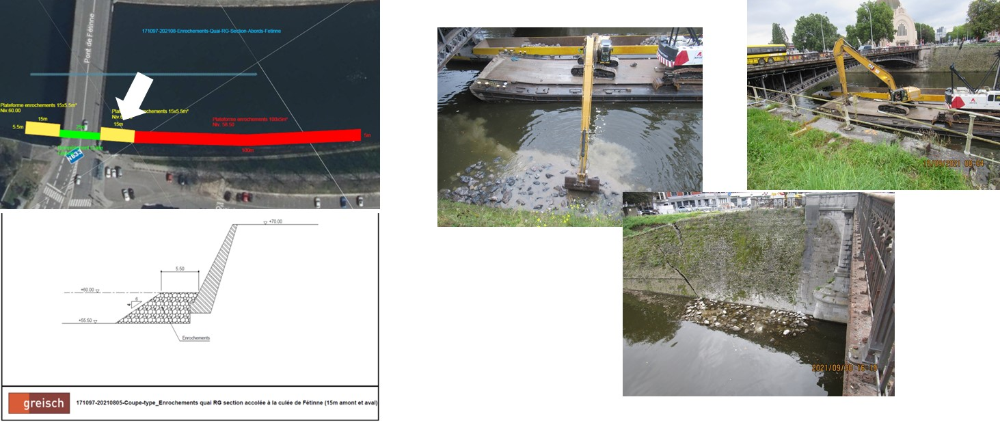 171097-202108-Enrochements-Quai-RG-Section-Abords-Fetinne
Pont de Fétinne
Plateforme enrochements 15x5.5m²
Niv.60.00
15m
5.5m
enrochements 15x5.5m²
15m
Plateforme enrochements 100x5m²
Niv. 58.50
5m
100m
N633
+70.00
5.50
+60.00
6
4
+55.50
Enrochements
greisch
171097-20210805-Coupe-type_Enrochements quai RG section accolée à la culée de Fétinne (15m amont et aval)
2021/09/30 16:19